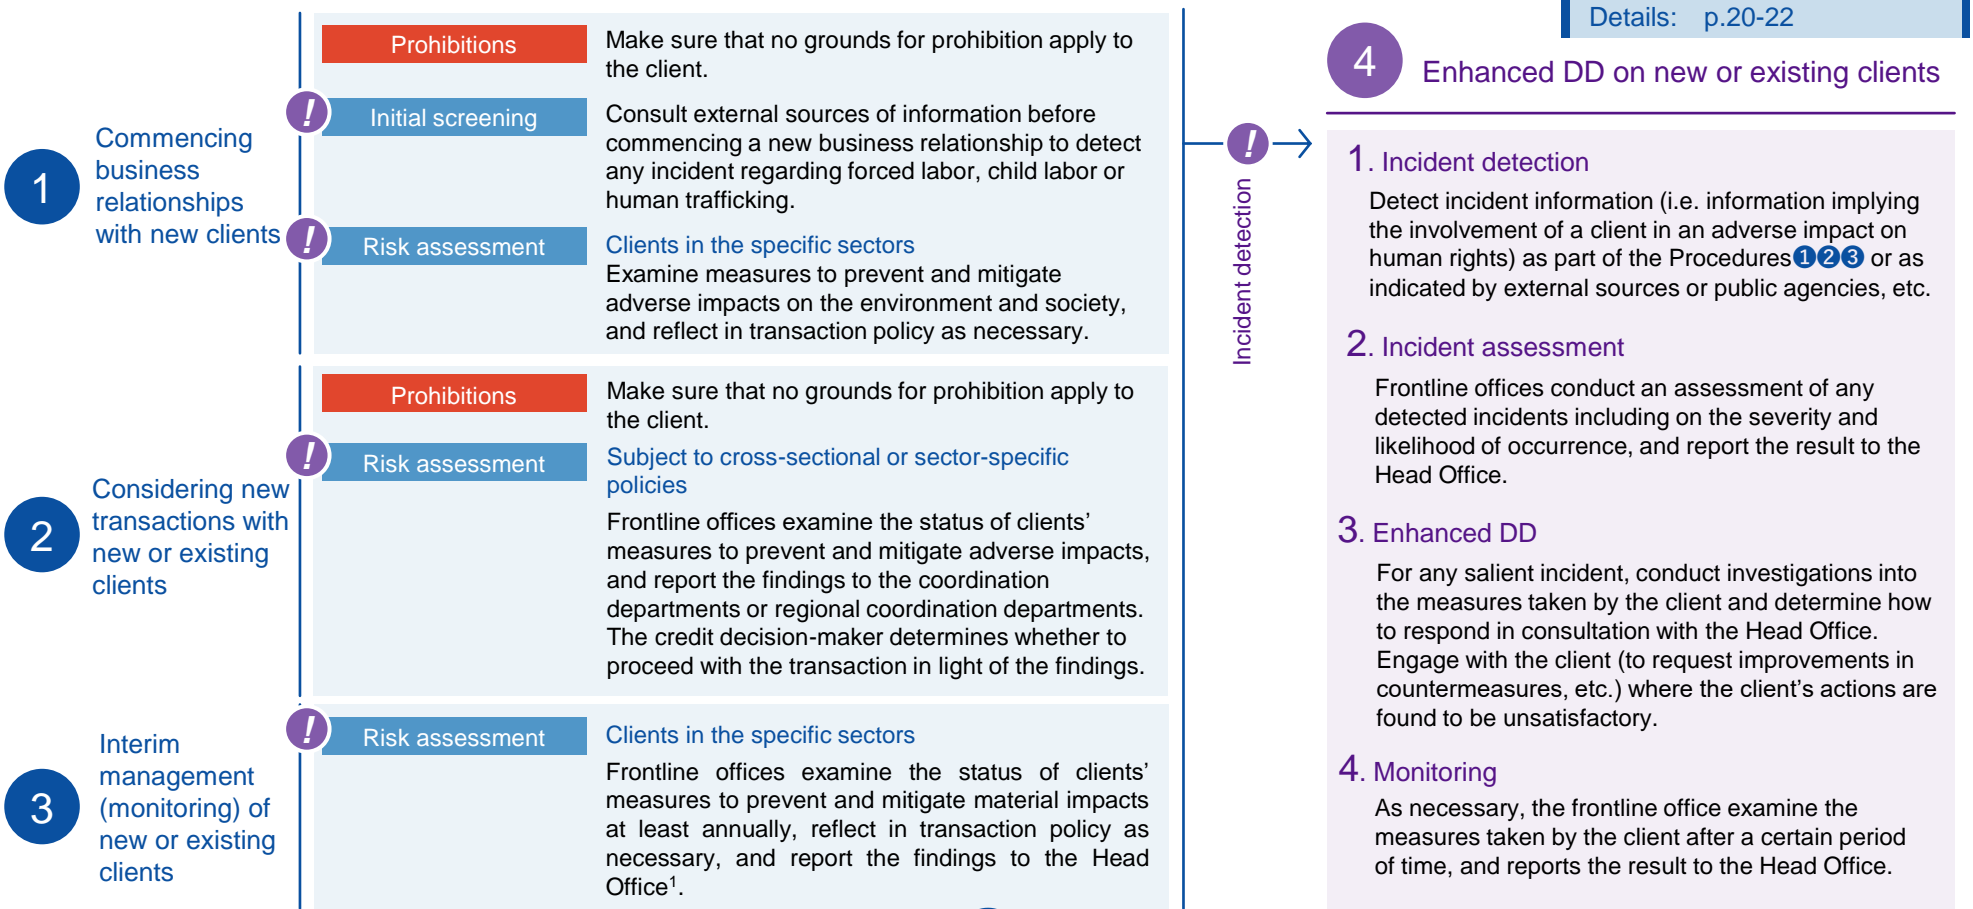 Details: p.20-22
1
Commencing
business
relationships
with new clients
Prohibitions
Make sure that no grounds for prohibition apply to
the client.
!
Initial screening
Consult external sources of information before
commencing a new business relationship to detect
any incident regarding forced labor, child labor or
human trafficking.
!
Risk assessment
Clients in the specific sectors
Examine measures to prevent and mitigate
adverse impacts on the environment and society,
and reflect in transaction policy as necessary.
2
Considering new
transactions with
new or existing
clients
Prohibitions
Make sure that no grounds for prohibition apply to
the client.
!
Risk assessment
Subject to cross-sectional or sector-specific
policies
Frontline offices examine the status of clients’
measures to prevent and mitigate adverse impacts,
and report the findings to the coordination
departments or regional coordination departments.
The credit decision-maker determines whether to
proceed with the transaction in light of the findings.
3
Interim
management
(monitoring) of
new or existing
clients
!
Risk assessment
Clients in the specific sectors
Frontline offices examine the status of clients’
measures to prevent and mitigate material impacts
at least annually, reflect in transaction policy as
necessary, and report the findings to the Head
Office¹.
!
Incident detection
4
Enhanced DD on new or existing clients
1. Incident detection
Detect incident information (i.e. information implying
the involvement of a client in an adverse impact on
human rights) as part of the Procedures❶❷❸ or as
indicated by external sources or public agencies, etc.
2. Incident assessment
Frontline offices conduct an assessment of any
detected incidents including on the severity and
likelihood of occurrence, and report the result to the
Head Office.
3. Enhanced DD
For any salient incident, conduct investigations into
the measures taken by the client and determine how
to respond in consultation with the Head Office.
Engage with the client (to request improvements in
countermeasures, etc.) where the client’s actions are
found to be unsatisfactory.
4. Monitoring
As necessary, the frontline office examine the
measures taken by the client after a certain period
of time, and reports the result to the Head Office.